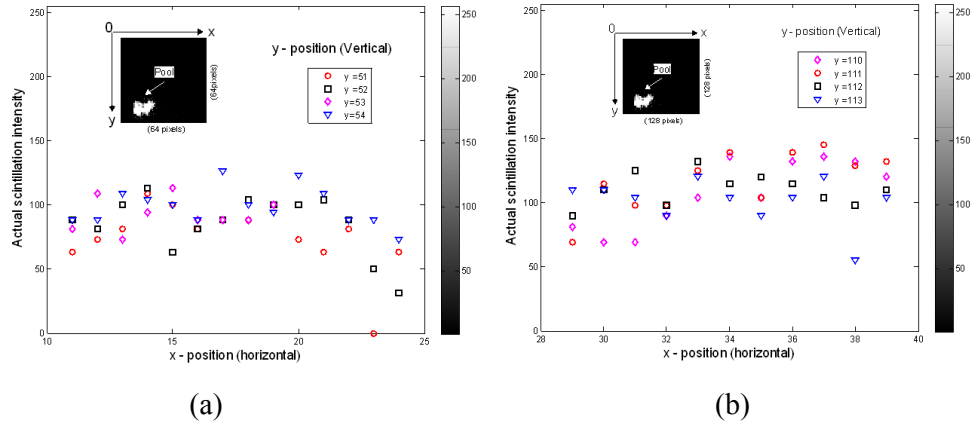 0
x
Pool
y
(64 pixels)
(64pixels)
y - position (Vertical)
y =51
y =52
y=53
y=54
250
200
150
100
50
0
10
15
20
25
Actual scintillation intensity
x - position (horizontal)
250
200
150
100
50
(a)
0
x
Pool
y
(128 pixels)
(128 pixels)
y - position (Vertical)
y =110
y =111
y =112
y =113
250
200
150
100
50
0
28
30
32
34
36
38
40
Actual scintillation intensity
x - position (horizontal)
250
200
150
100
50
(b)